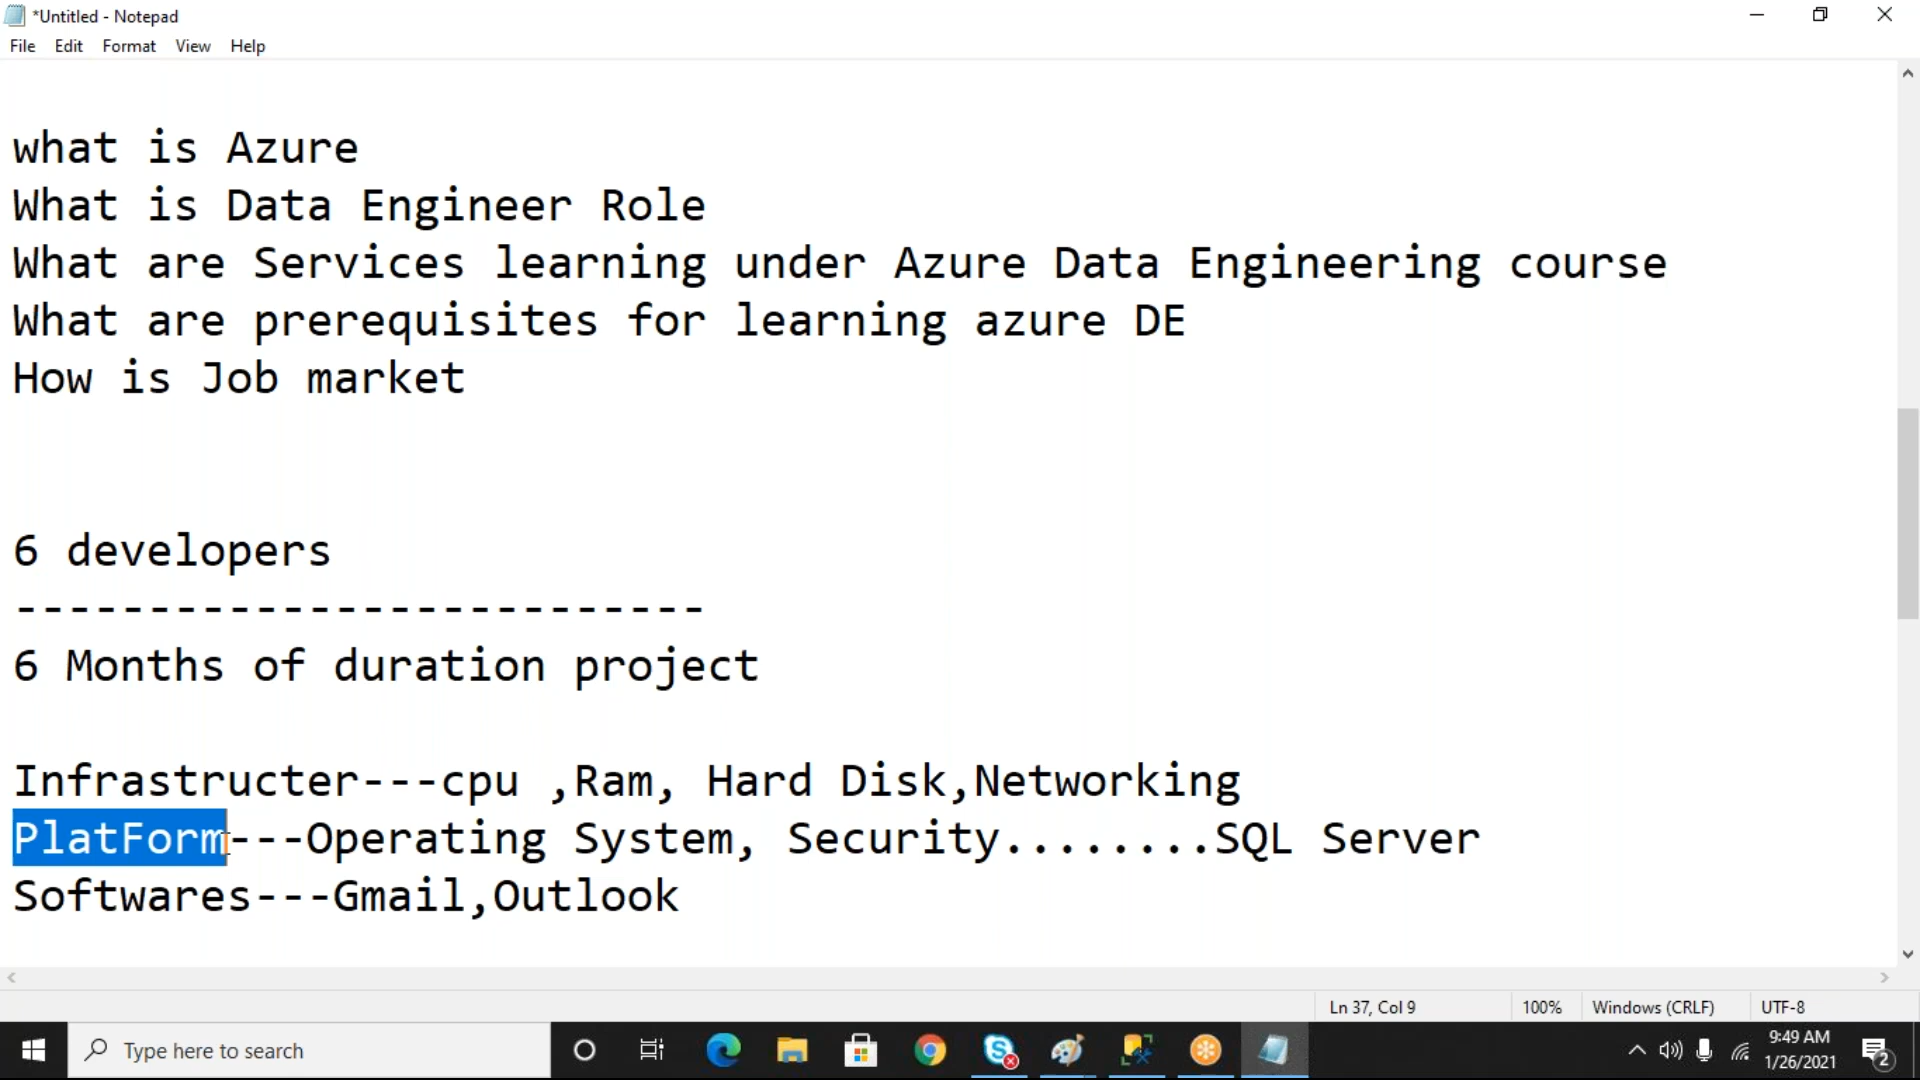 *Untitled - Notepad
File Edit Format View Help
what is Azure
What is Data Engineer Role
What are Services learning under Azure Data Engineering course
What are prerequisites for learning azure DE
How is Job market
6 developers
--------------------------
6 Months of duration project
Infrastructer---cpu ,Ram, Hard Disk,Networking
PlatForm---Operating System, Security........SQL Server
Softwares---Gmail,Outlook
Ln 37, Col 9 100% Windows (CRLF) UTF-8
Type here to search
9:49 AM
1/26/2021
2